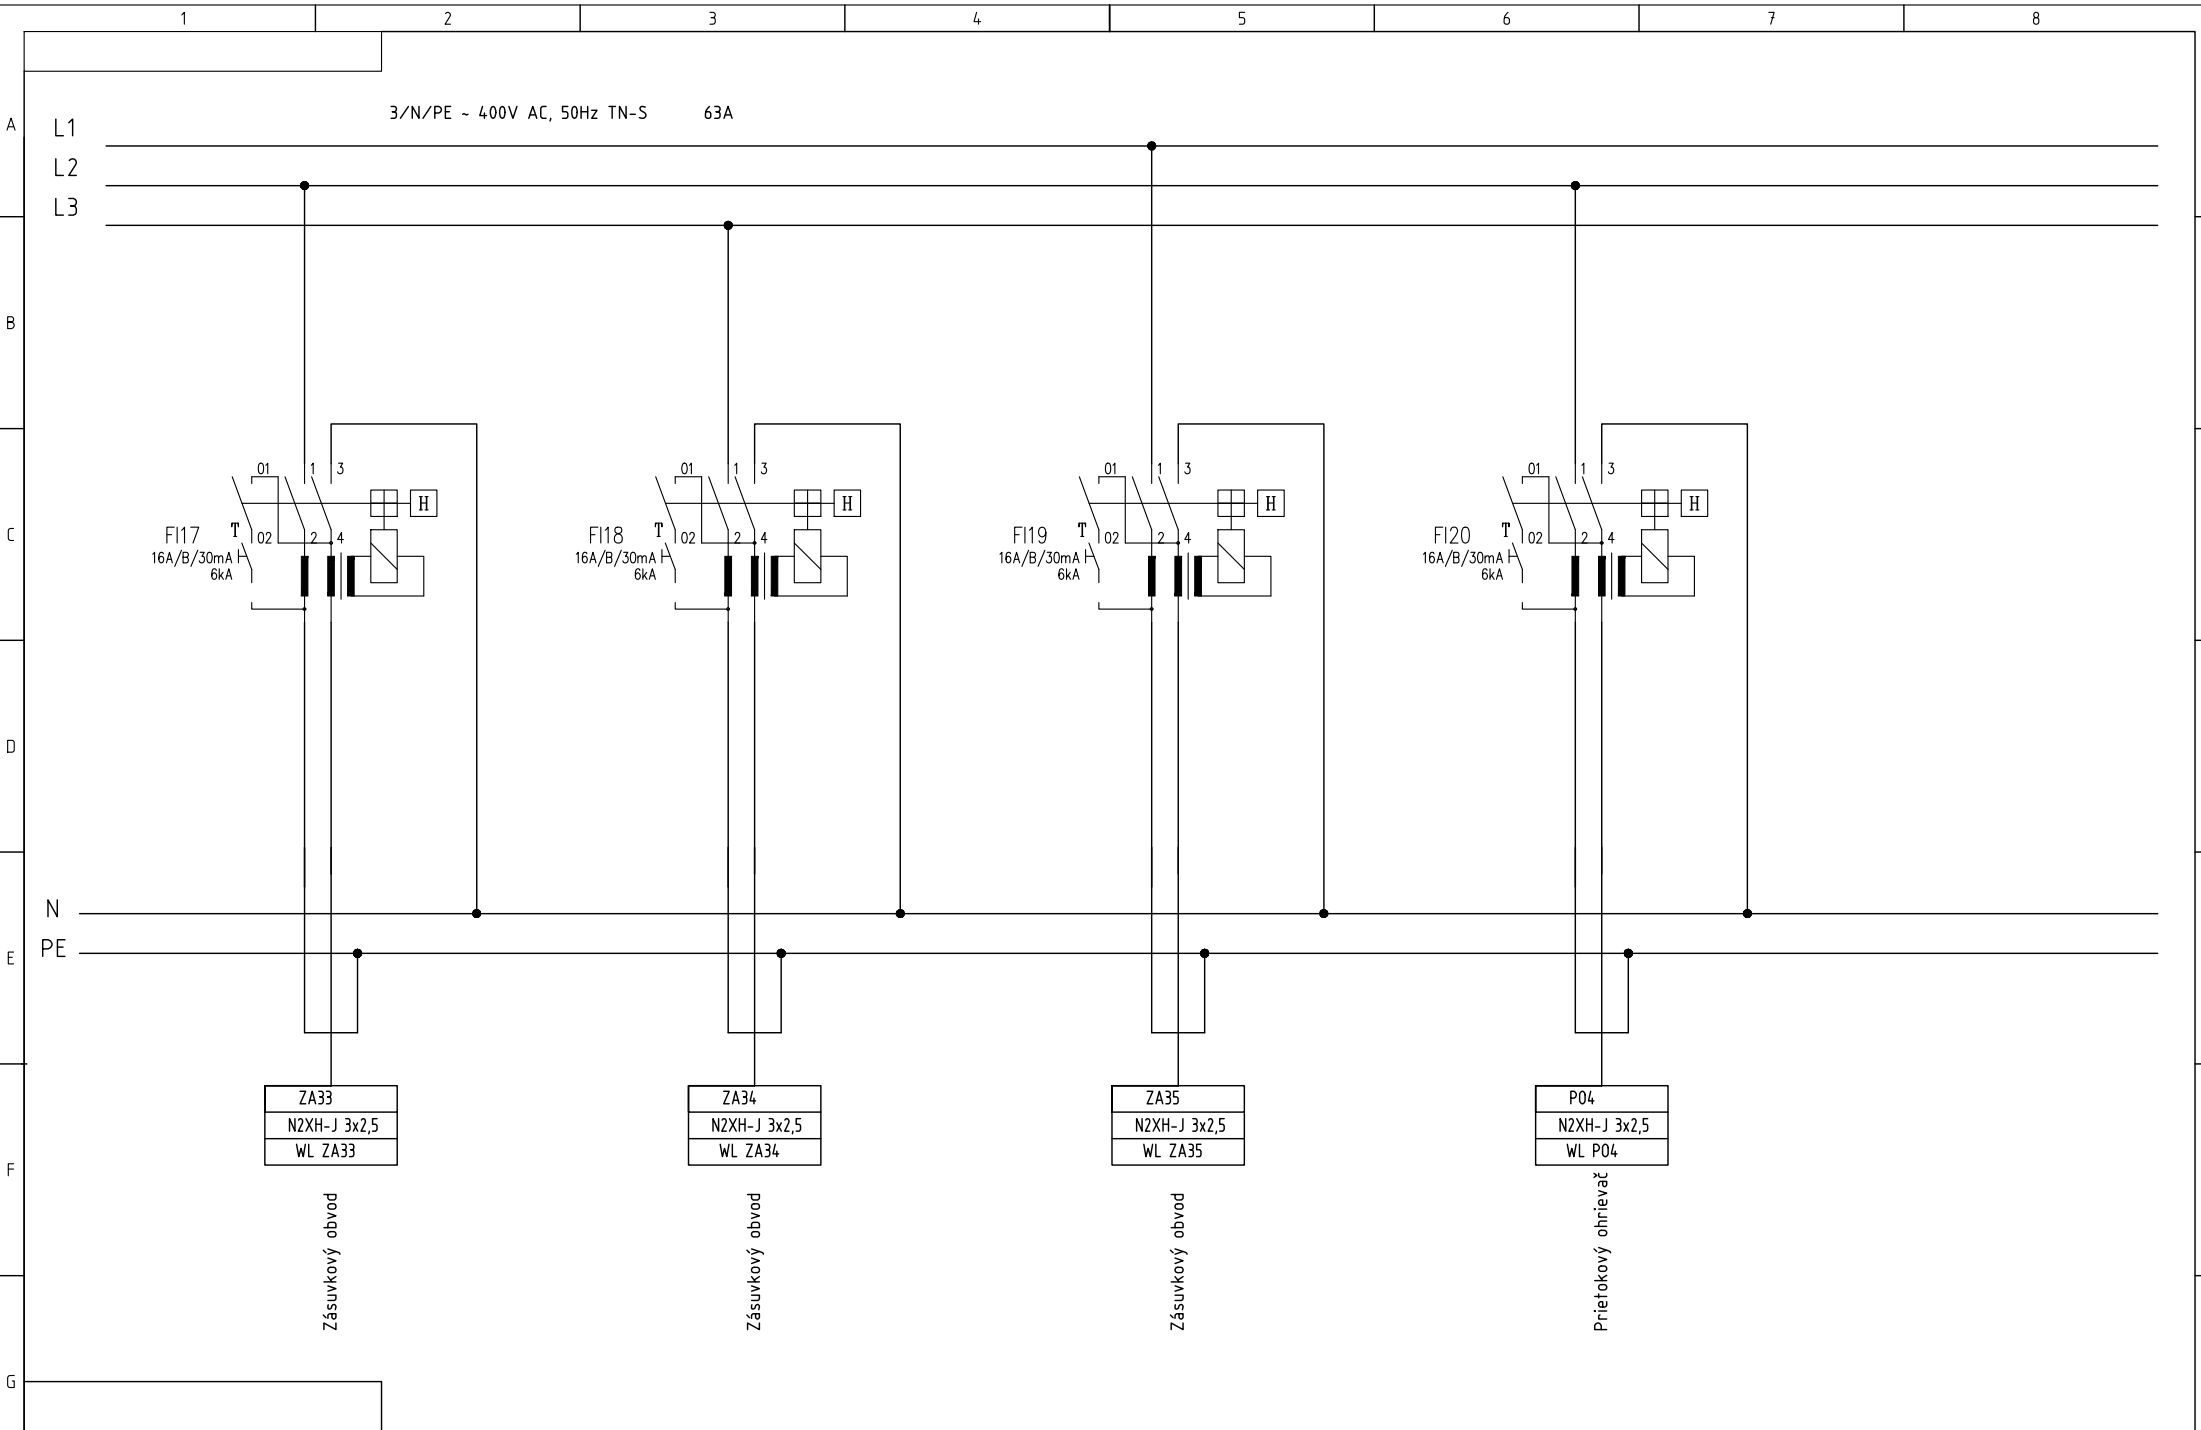 1 2 3 4 5 6 7 8
3/N/PE ~ 400V AC, 50Hz TN-S 63A
A
L1
L2
L3
B
01 1 3
H
T
FI17 02 2 4
16A/B/30mA
6kA
01 1 3
H
T
FI18 02 2 4
16A/B/30mA
6kA
01 1 3
H
T
FI19 02 2 4
16A/B/30mA
6kA
01 1 3
H
T
FI20 02 2 4
16A/B/30mA
6kA
C
D
N
PE
E
ZA33
N2XH-J 3x2,5
WL ZA33
Zásuvkový obvod
ZA34
N2XH-J 3x2,5
WL ZA34
Zásuvkový obvod
ZA35
N2XH-J 3x2,5
WL ZA35
Zásuvkový obvod
P04
N2XH-J 3x2,5
WL P04
Prietokový ohrievač
F
G